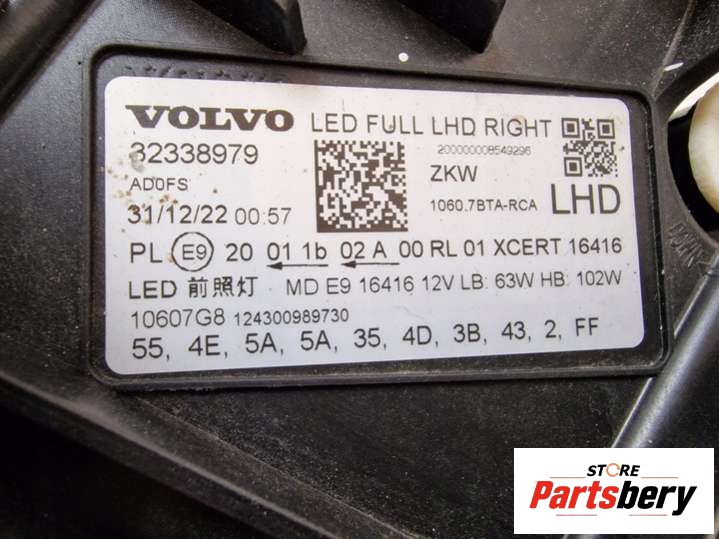 VOLVO LED FULL LHD RIGHT
32338979 200000008549296
ZKW
AD0FS
1060.7BTA-RCA LHD
31/12/22 00:57
PL E9 20 01 1b 02 A 00 RL 01 XCERT 16416
LED 前照灯 MD E9 16416 12V LB: 63W HB: 102W
10607G8 124300989730
55, 4E, 5A, 5A, 35, 4D, 3B, 43, 2, FF
STORE
Partsbery